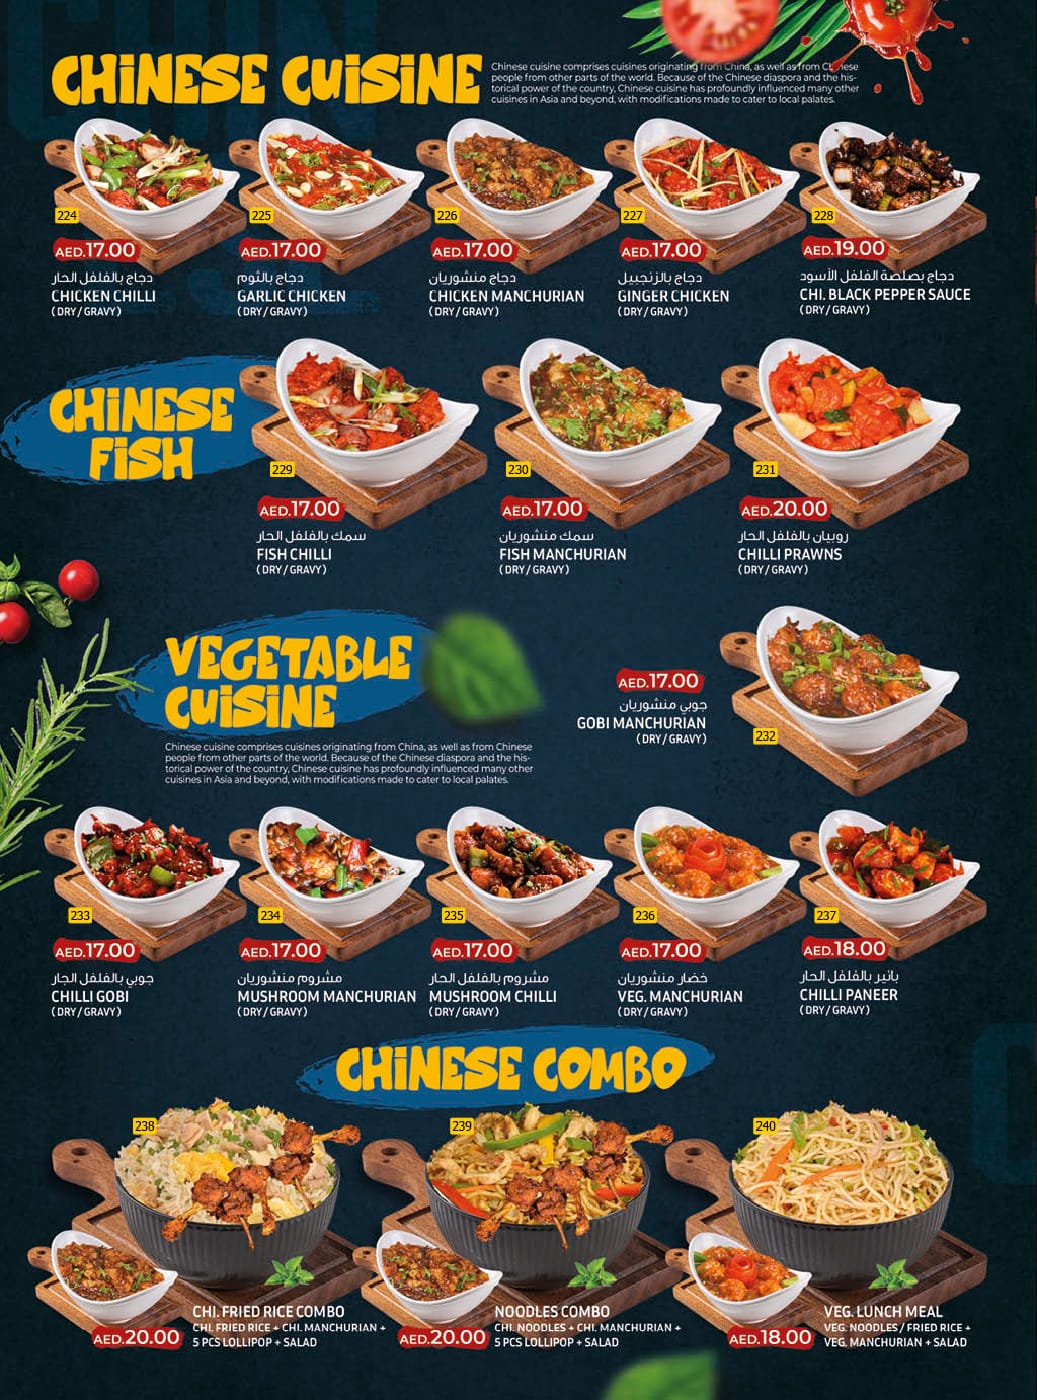 CHINESE CUISINE
Chinese cuisine comprises cuisines originating from China, as well as from Chinese
people from other parts of the world. Because of the Chinese diaspora and the his-
torical power of the country, Chinese cuisine has profoundly influenced many other
cuisines in Asia and beyond, with modifications made to cater to local palates.
224
AED.17.00
دجاج بالفلفل الحار
CHICKEN CHILLI
(DRY/GRAVY)
225
AED.17.00
دجاج بالثوم
GARLIC CHICKEN
(DRY/GRAVY)
226
AED.17.00
دجاج منشوريان
CHICKEN MANCHURIAN
(DRY/GRAVY)
227
AED.17.00
دجاج بالزنجبيل
GINGER CHICKEN
(DRY/GRAVY)
228
AED.19.00
دجاج بصلصة الفلفل الأسود
CHI. BLACK PEPPER SAUCE
(DRY/GRAVY)
CHINESE
FISH
229
AED.17.00
سمك بالفلفل الحار
FISH CHILLI
(DRY/GRAVY)
230
AED.17.00
سمك منشوريان
FISH MANCHURIAN
(DRY/GRAVY)
231
AED.20.00
روبيان بالفلفل الحار
CHILLI PRAWNS
(DRY/GRAVY)
VEGETABLE
CUISINE
Chinese cuisine comprises cuisines originating from China, as well as from Chinese
people from other parts of the world. Because of the Chinese diaspora and the his-
torical power of the country, Chinese cuisine has profoundly influenced many other
cuisines in Asia and beyond, with modifications made to cater to local palates.
AED.17.00
جوبي منشوريان
GOBI MANCHURIAN
(DRY/GRAVY)
232
233
AED.17.00
جوبي بالفلفل الحار
CHILLI GOBI
(DRY/GRAVY)
234
AED.17.00
مشروم منشوريان
MUSHROOM MANCHURIAN
(DRY/GRAVY)
235
AED.17.00
مشروم بالفلفل الحار
MUSHROOM CHILLI
(DRY/GRAVY)
236
AED.17.00
خضار منشوريان
VEG. MANCHURIAN
(DRY/GRAVY)
237
AED.18.00
بانير بالفلفل الحار
CHILLI PANEER
(DRY/GRAVY)
CHINESE COMBO
238
CHI. FRIED RICE COMBO
CHI. FRIED RICE + CHI. MANCHURIAN +
5 PCS LOLLIPOP + SALAD
AED.20.00
239
NOODLES COMBO
CHI. NOODLES + CHI. MANCHURIAN +
5 PCS LOLLIPOP + SALAD
AED.20.00
240
VEG. LUNCH MEAL
VEG. NOODLES / FRIED RICE +
VEG. MANCHURIAN + SALAD
AED.18.00